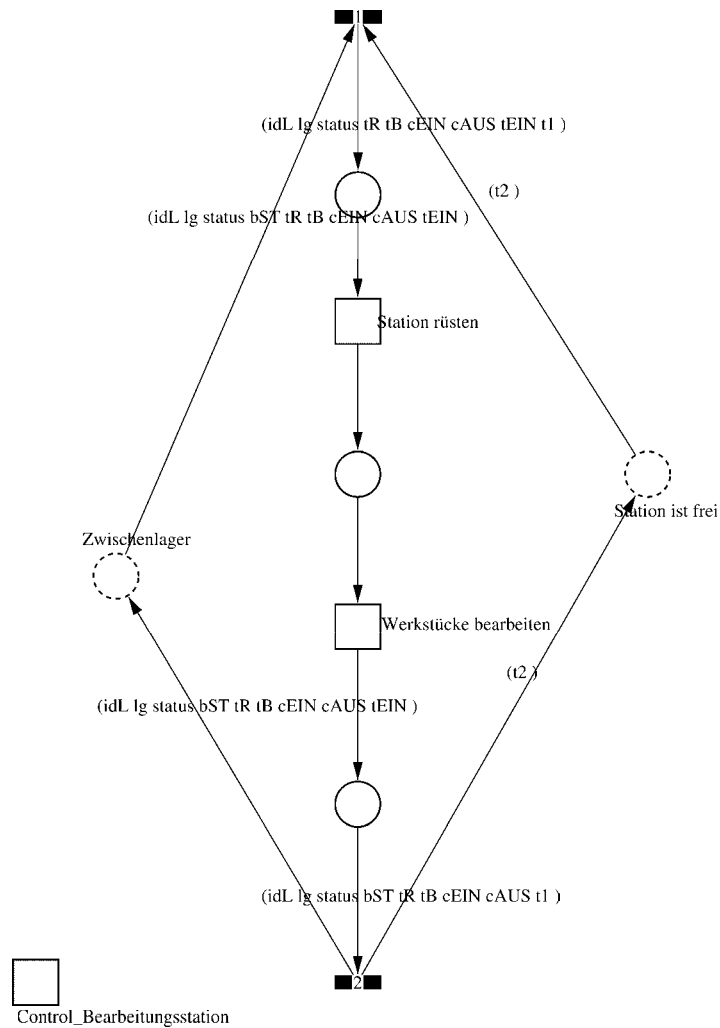 1
(idL lg status tR tB cEIN cAUS tEIN t1 )
(t2 )
(idL lg status bST tR tB cEIN cAUS tEIN )
Station rüsten
Station ist frei
Zwischenlager
Werkstücke bearbeiten
(t2 )
(idL lg status bST tR tB cEIN cAUS tEIN )
(idL lg status bST tR tB cEIN cAUS t1 )
2
Control_Bearbeitungsstation